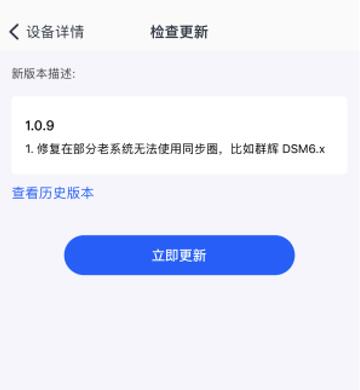 设备详情
检查更新
新版本描述:
1.0.9
1. 修复在部分老系统无法使用同步圈，比如群辉 DSM6.x
查看历史版本
立即更新